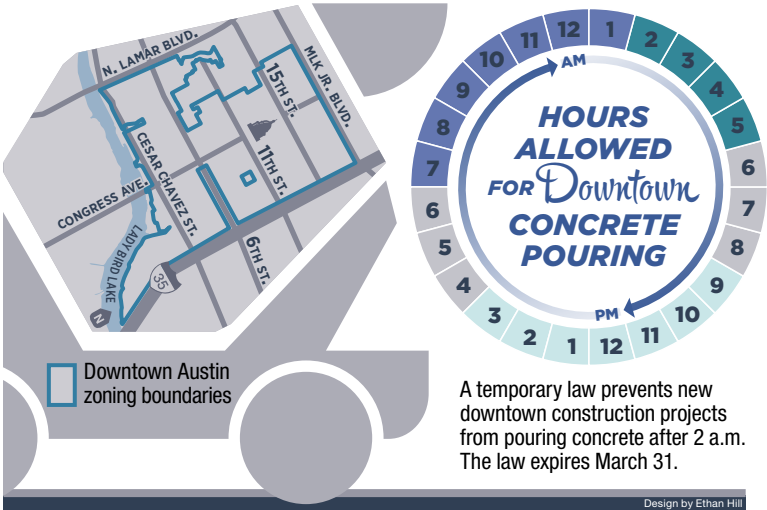 N. LAMAR BLVD.
MLK JR. BLVD.
15TH ST.
CESAR CHAVEZ ST.
11TH ST.
CONGRESS AVE.
LADY BIRD LAKE
6TH ST.
35
N
Downtown Austin
zoning boundaries
12
1
2
3
4
5
6
7
8
9
10
11
12
1
2
3
4
5
6
7
8
9
10
11
AM
HOURS
ALLOWED
FOR Downtown
CONCRETE
POURING
PM
A temporary law prevents new
downtown construction projects
from pouring concrete after 2 a.m.
The law expires March 31.
Design by Ethan Hill